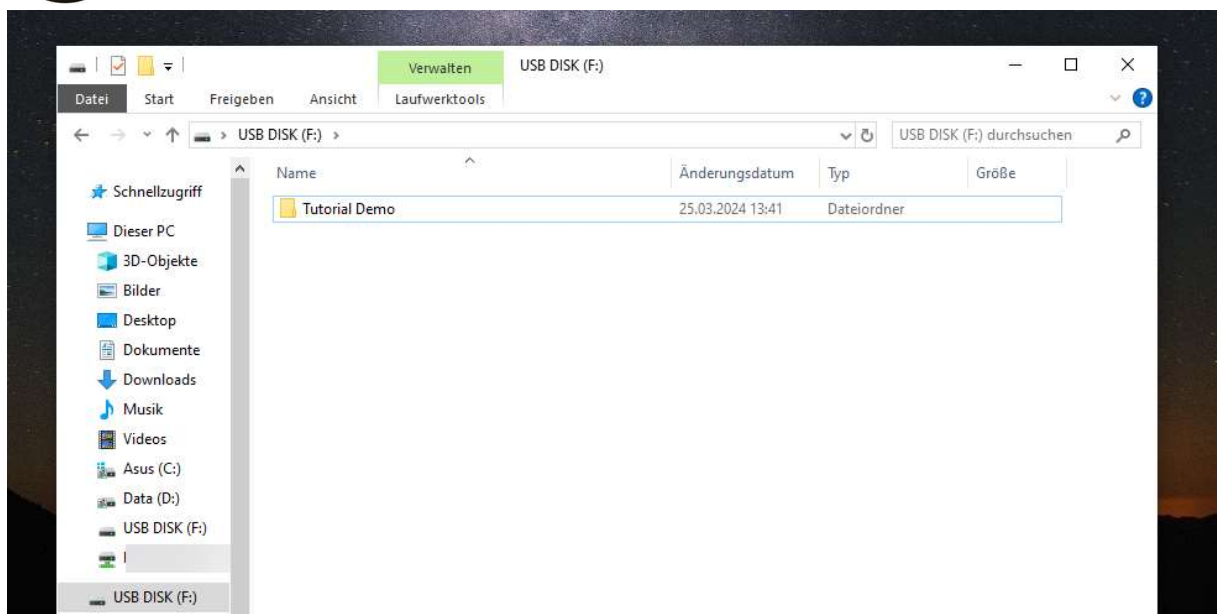 Verwalten USB DISK (F:)
Datei Start Freigeben Ansicht Laufwerktools
USB DISK (F:) USB DISK (F:) durchsuchen
Name Änderungsdatum Typ Größe
Schnellzugriff
Tutorial Demo 25.03.2024 13:41 Dateiordner
Dieser PC
3D-Objekte
Bilder
Desktop
Dokumente
Downloads
Musik
Videos
Asus (C:)
Data (D:)
USB DISK (F:)
USB DISK (F:)